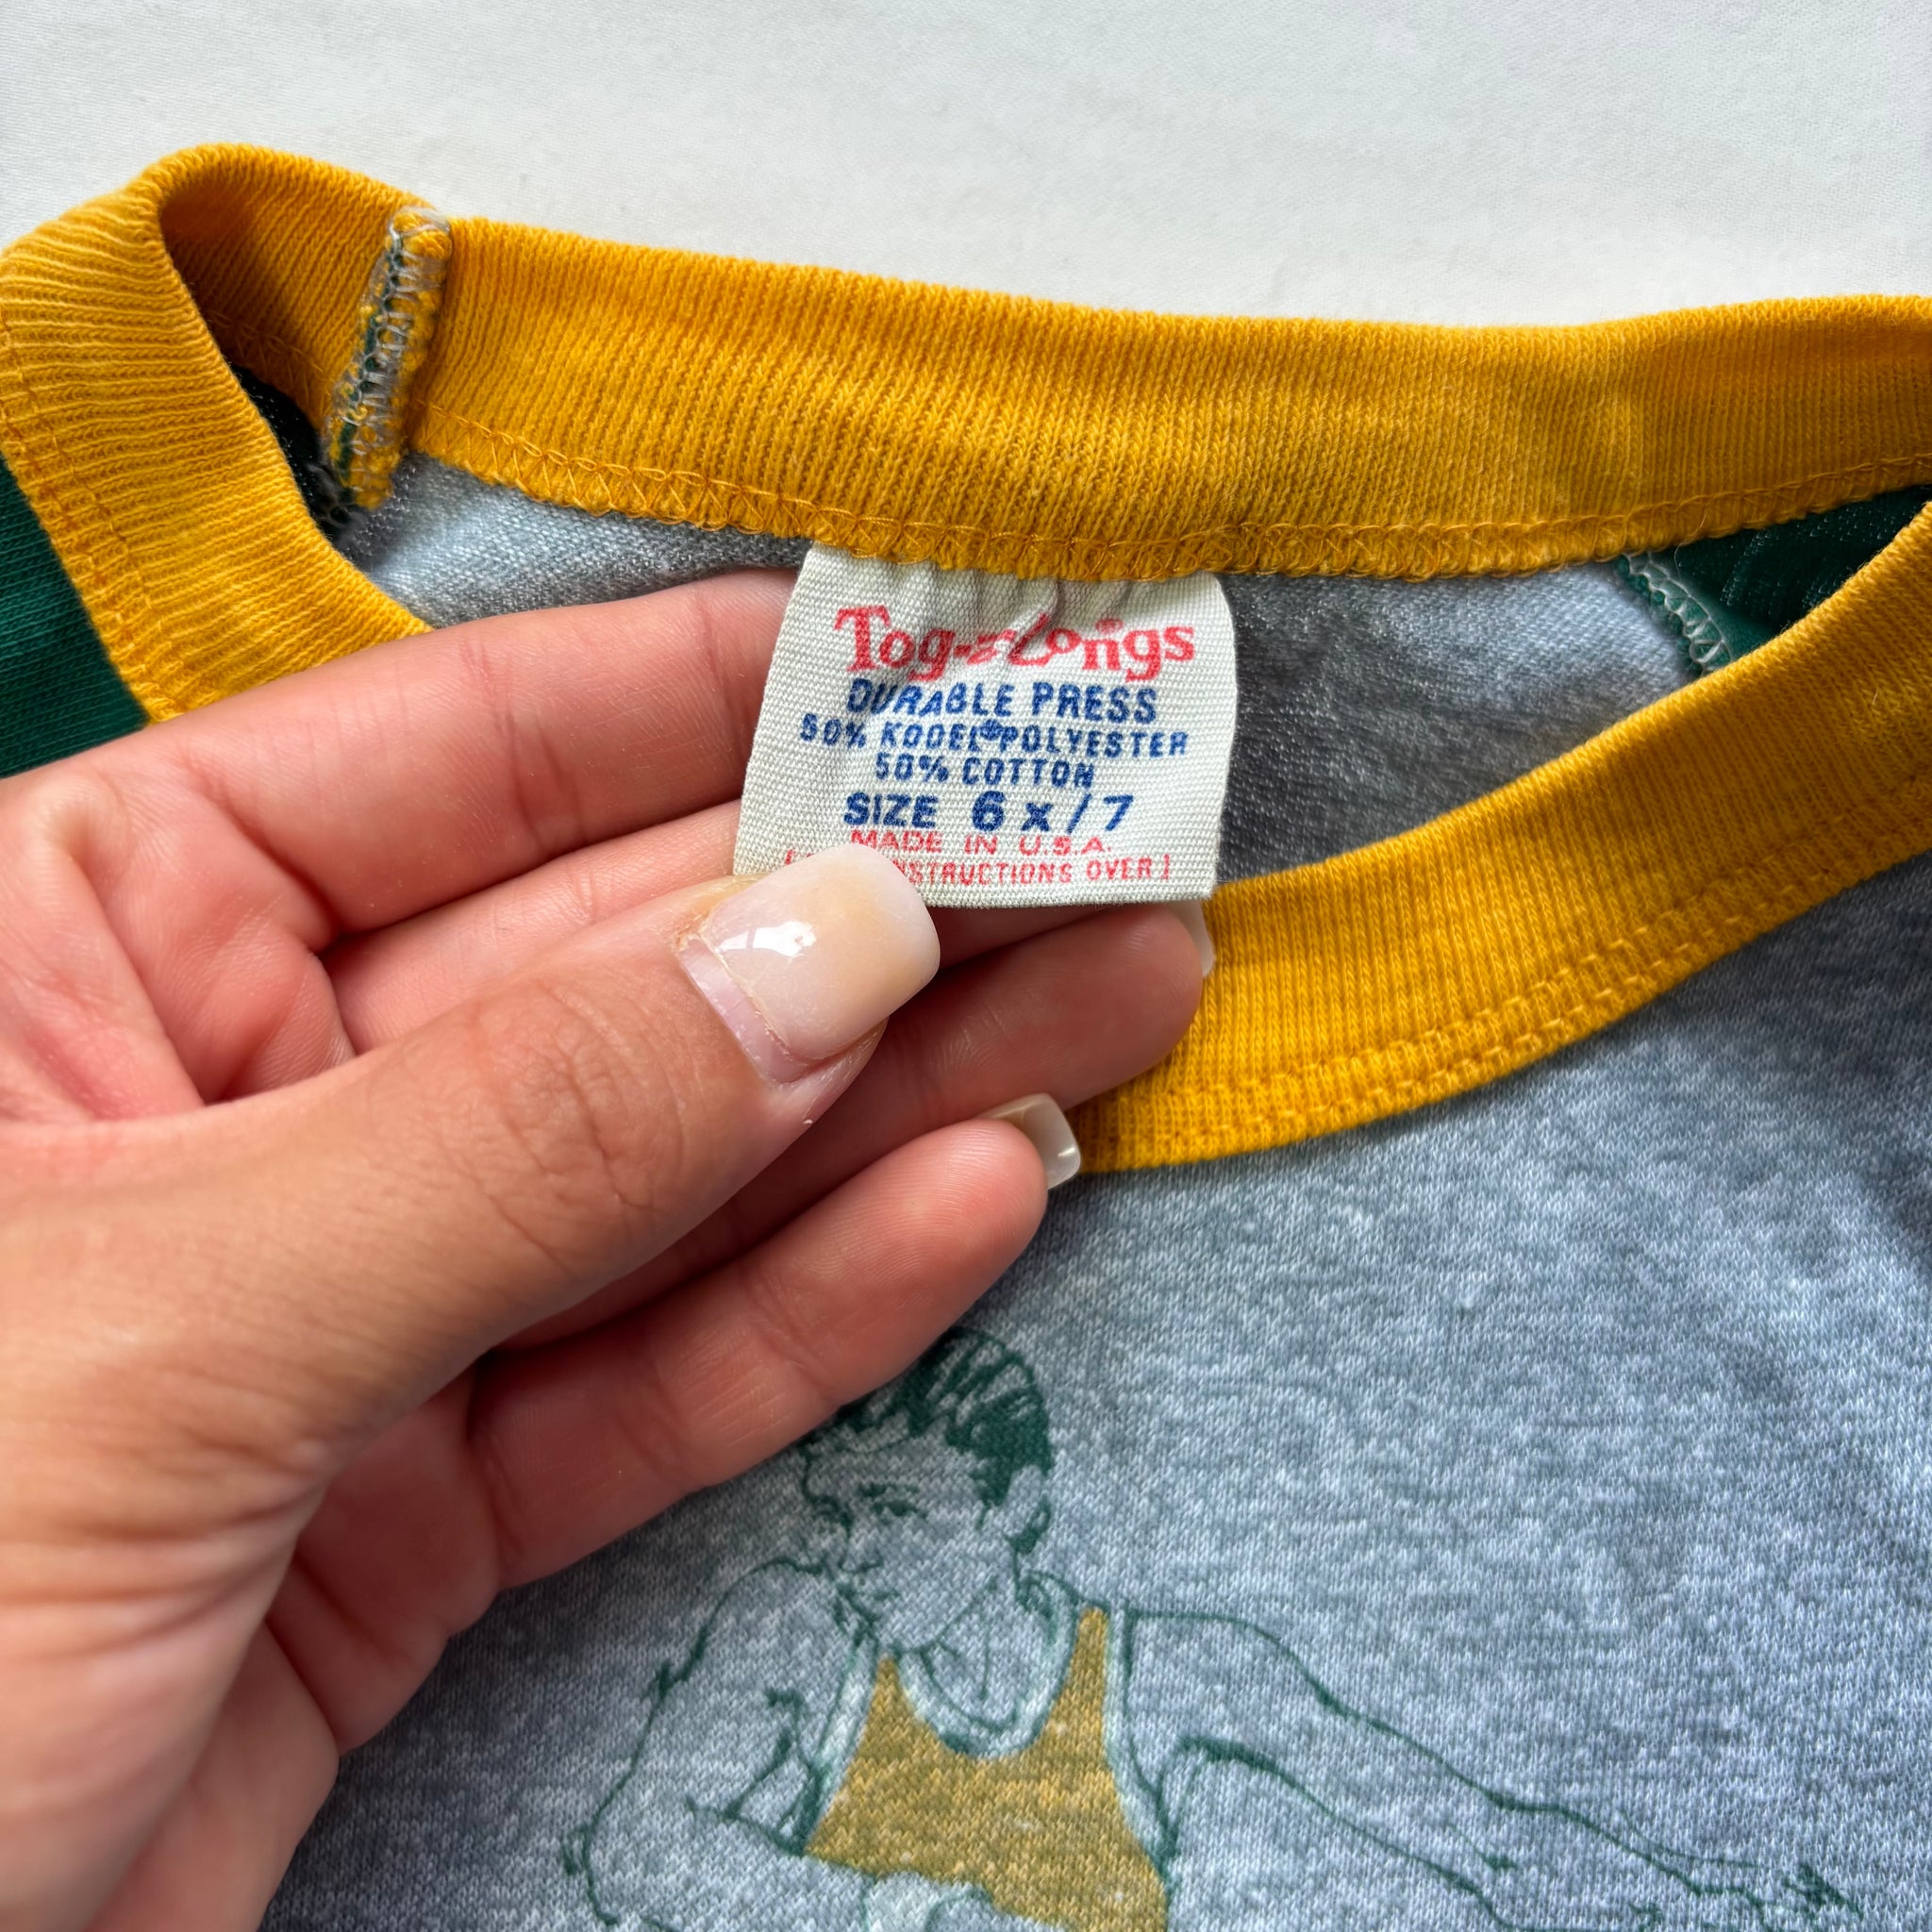 Tog-a-Longs
DURABLE PRESS
50% KODEL® POLYESTER
50% COTTON
SIZE 6x/7
MADE IN U.S.A.
INSTRUCTIONS OVER)